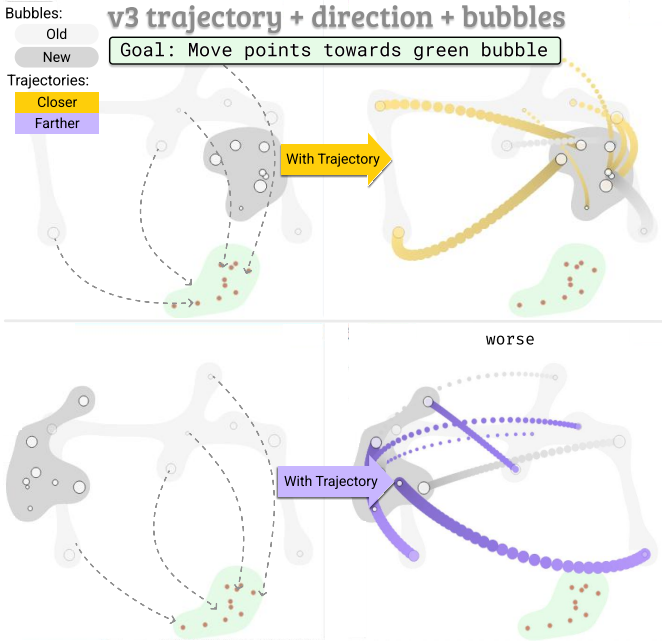 Bubbles:
Old
New
Trajectories:
Closer
Farther
v3 trajectory + direction + bubbles
Goal: Move points towards green bubble
With Trajectory
worse
With Trajectory